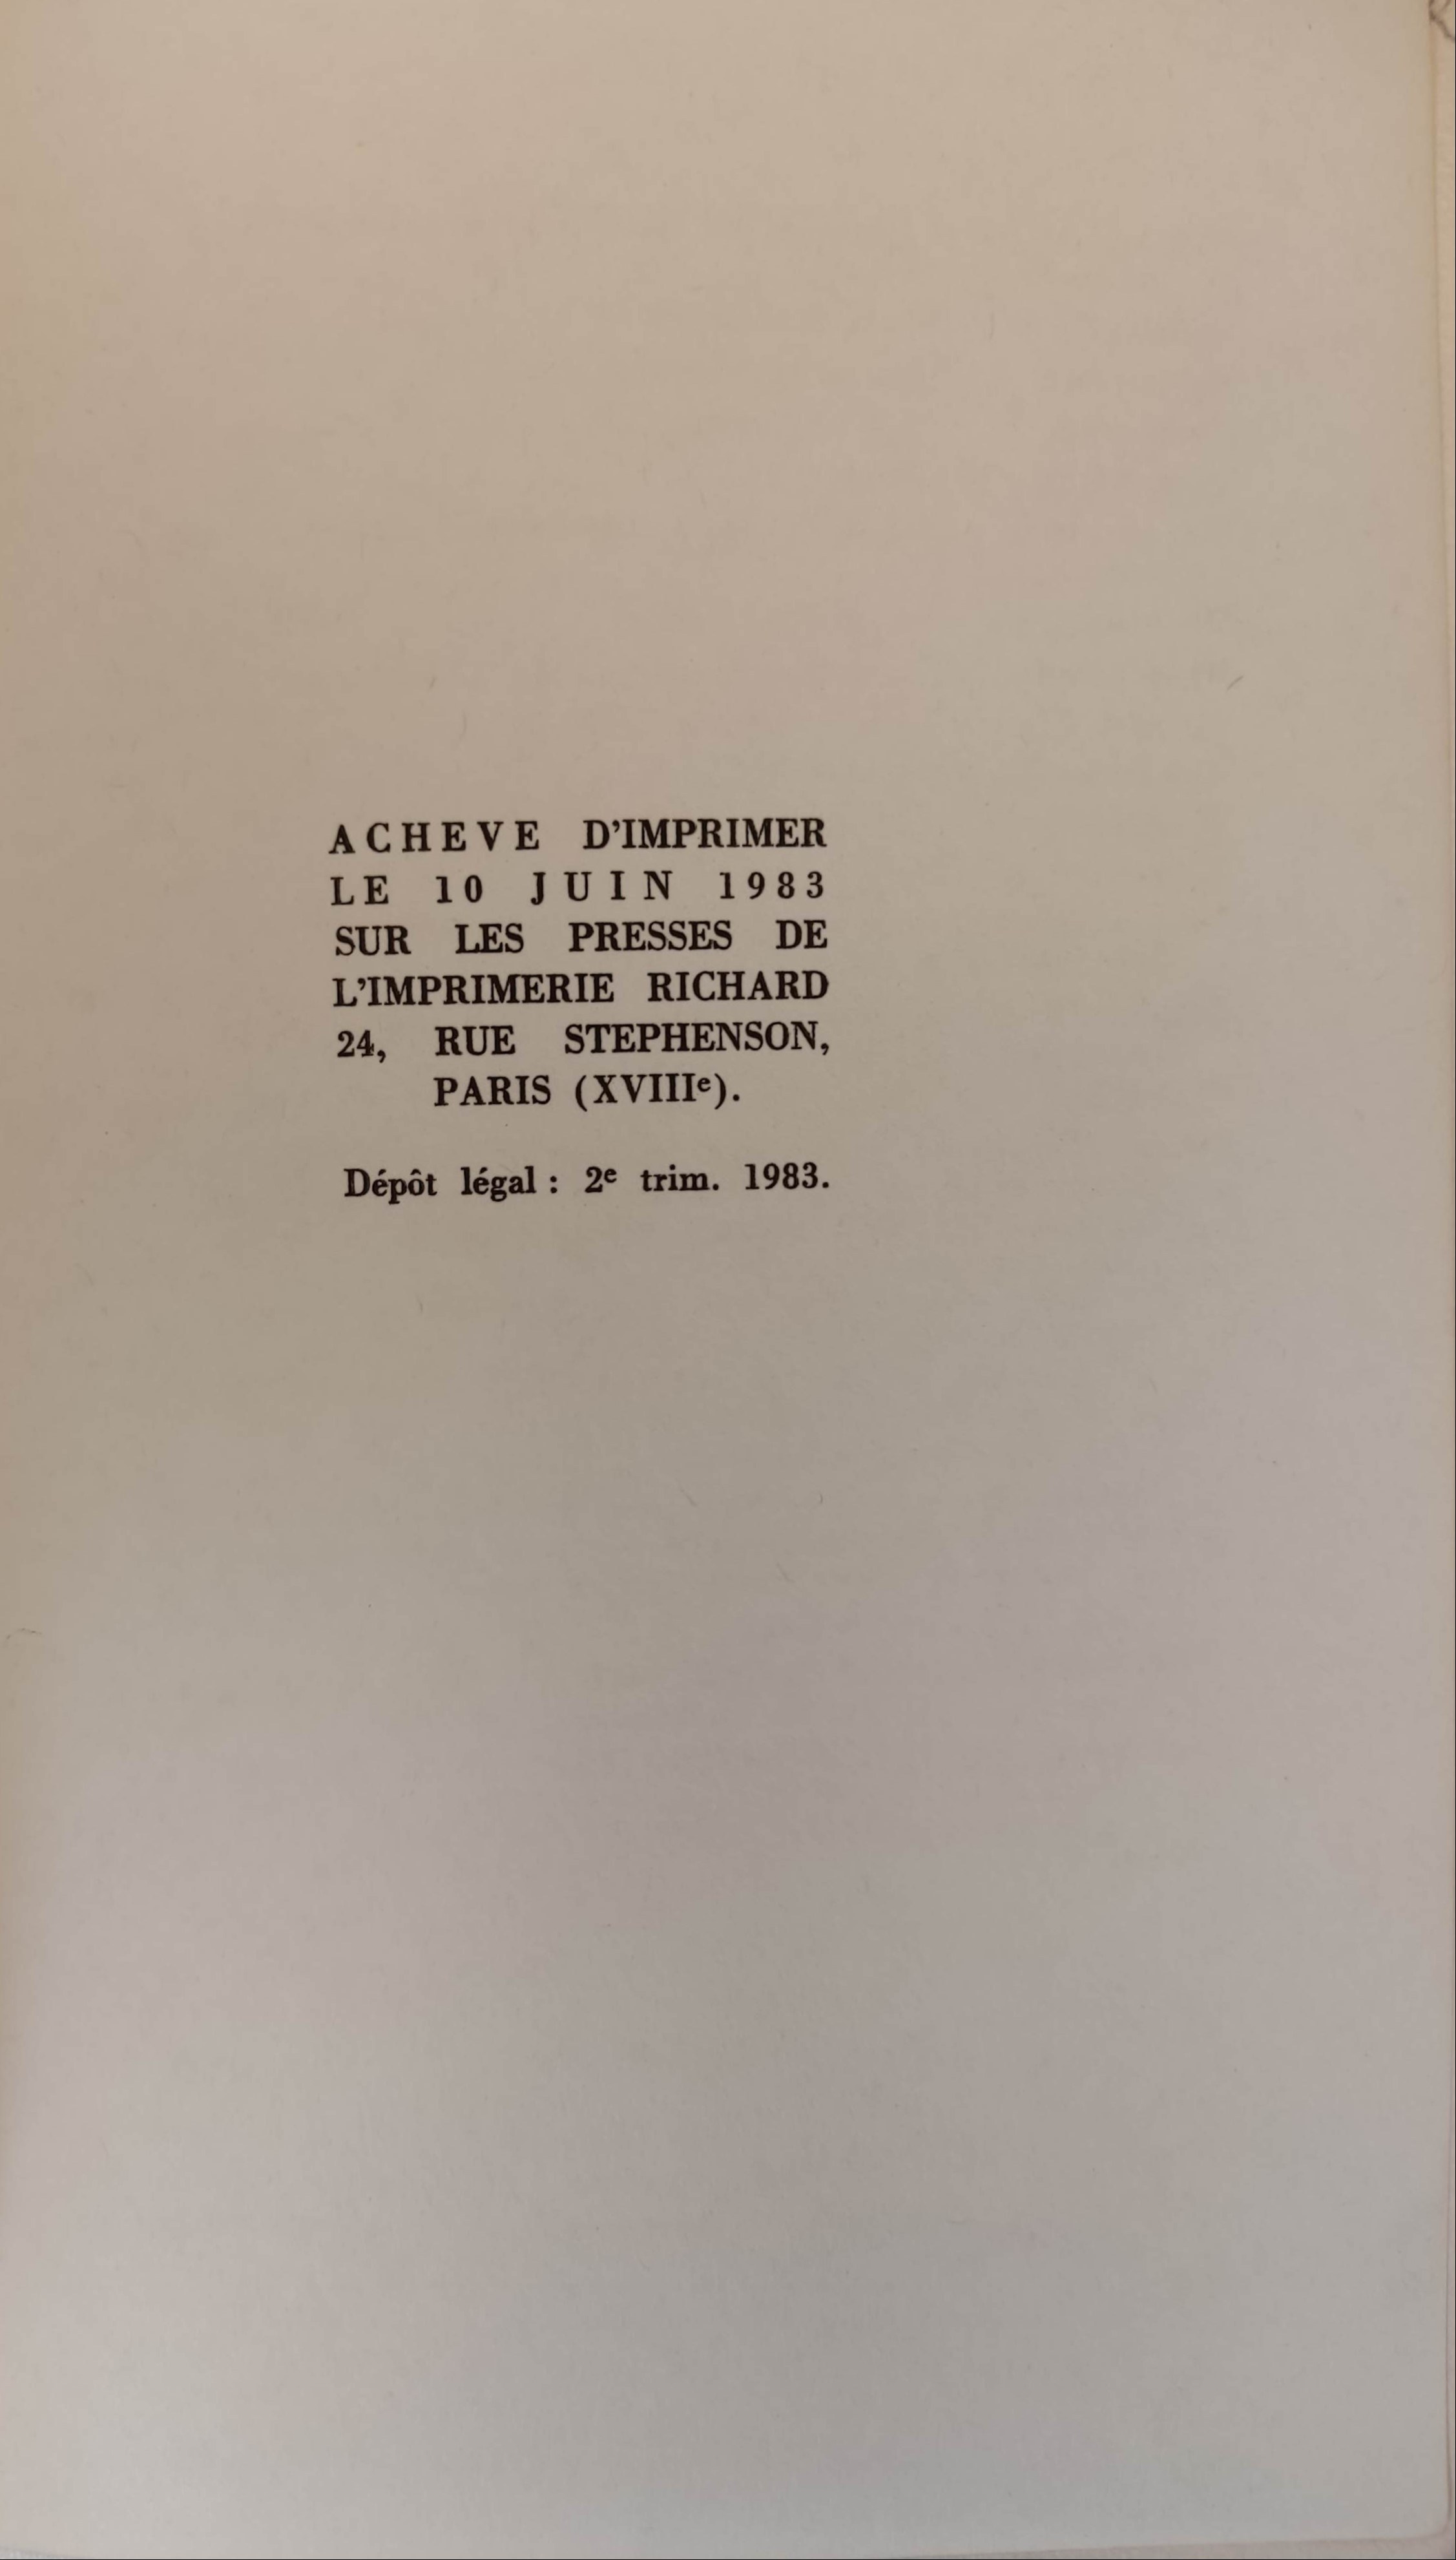 ACHEVE D'IMPRIMER
LE 10 JUIN 1983
SUR LES PRESSES DE
L'IMPRIMERIE RICHARD
24, RUE STEPHENSON,
PARIS (XVIIIe).
Dépôt légal : 2e trim. 1983.